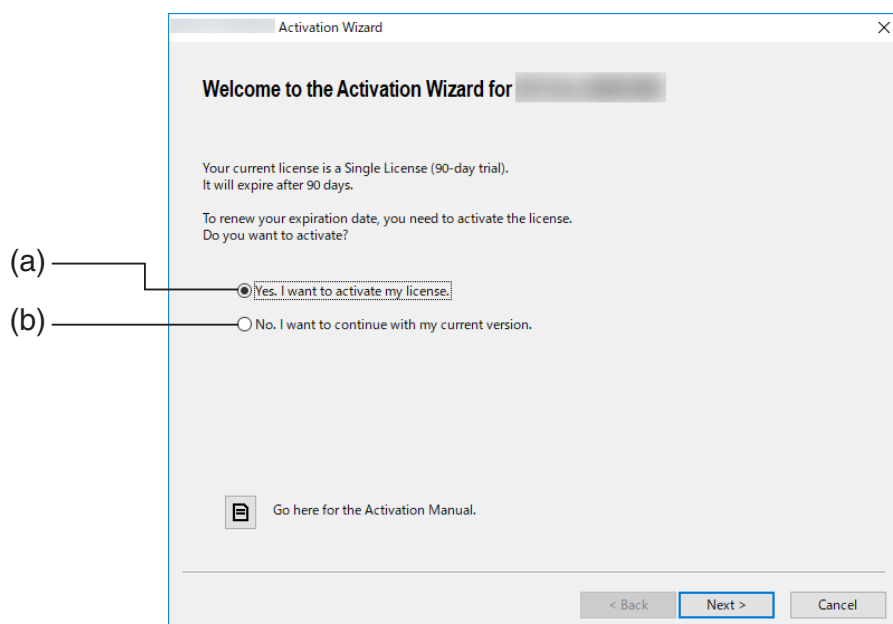 Activation Wizard
Welcome to the Activation Wizard for
Your current license is a Single License (90-day trial).
It will expire after 90 days.
To renew your expiration date, you need to activate the license.
Do you want to activate?
(a)
Yes. I want to activate my license.
(b)
No. I want to continue with my current version.
Go here for the Activation Manual.
< Back
Next >
Cancel